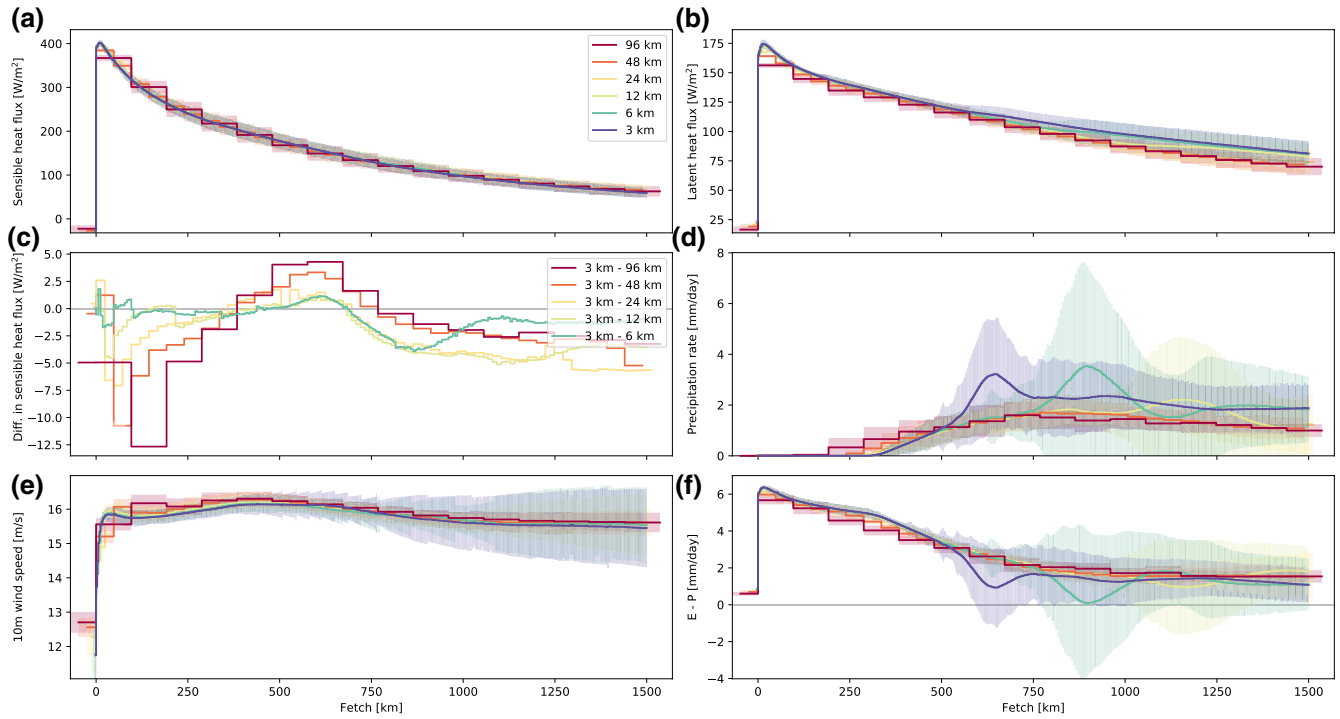 (a)
Sensible heat flux [W/m²]
400
300
200
100
0
96 km
48 km
24 km
12 km
6 km
3 km
(b)
Latent heat flux [W/m²]
175
150
125
100
75
50
25
(c)
Diff. in sensible heat flux [W/m²]
5.0
2.5
0.0
−2.5
−5.0
−7.5
−10.0
−12.5
3 km - 96 km
3 km - 48 km
3 km - 24 km
3 km - 12 km
3 km - 6 km
(d)
Precipitation rate [mm/day]
8
6
4
2
0
(e)
10m wind speed [m/s]
16
15
14
13
12
0 250 500 750 1000 1250 1500
Fetch [km]
(f)
E - P [mm/day]
6
4
2
0
−2
−4
0 250 500 750 1000 1250 1500
Fetch [km]